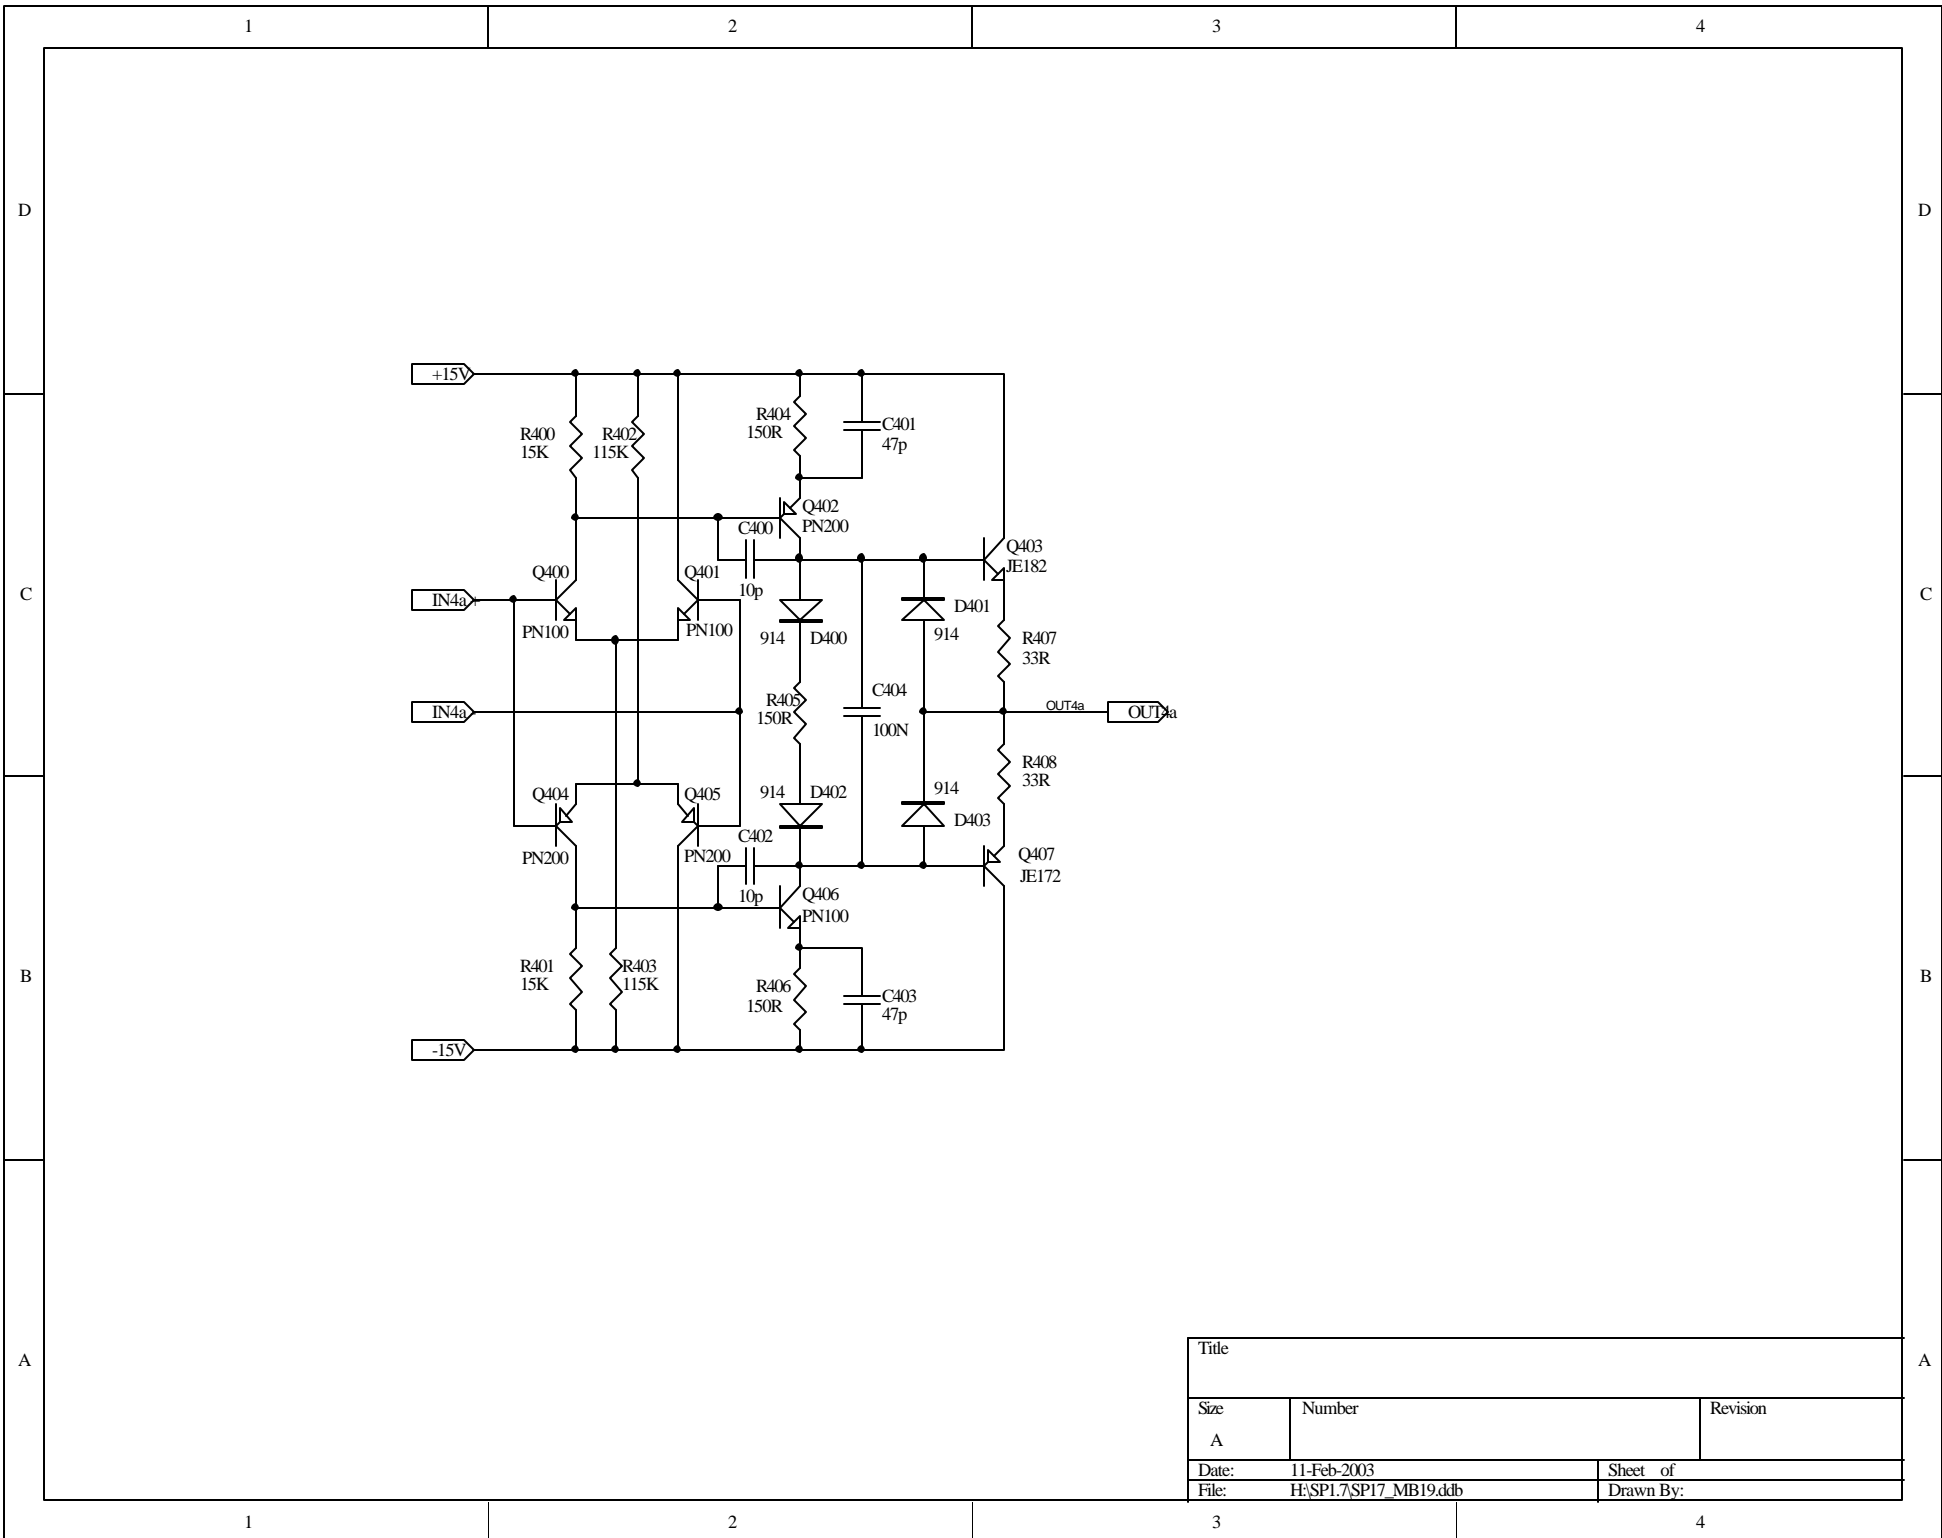 1 2 3 4
D D
+15V
R400
15K
R402
115K
R404
150R
C401
47p
Q402
PN200
C400
10p
Q403
JE182
Q400
PN100
Q401
PN100
IN4a +
914 D400
D401
914
R407
33R
C C
R405
150R
C404
100N
IN4a
OUT4a
OUT4a
R408
33R
Q404
PN200
Q405
PN200
914 D402
914
D403
C402
10p
Q407
JE172
Q406
PN100
R401
15K
R403
115K
R406
150R
C403
47p
B B
-15V
A A
Title
Size Number Revision
A
Date: 11-Feb-2003 Sheet of
File: H:\SP1.7\SP17_MB19.ddb Drawn By:
1 2 3 4